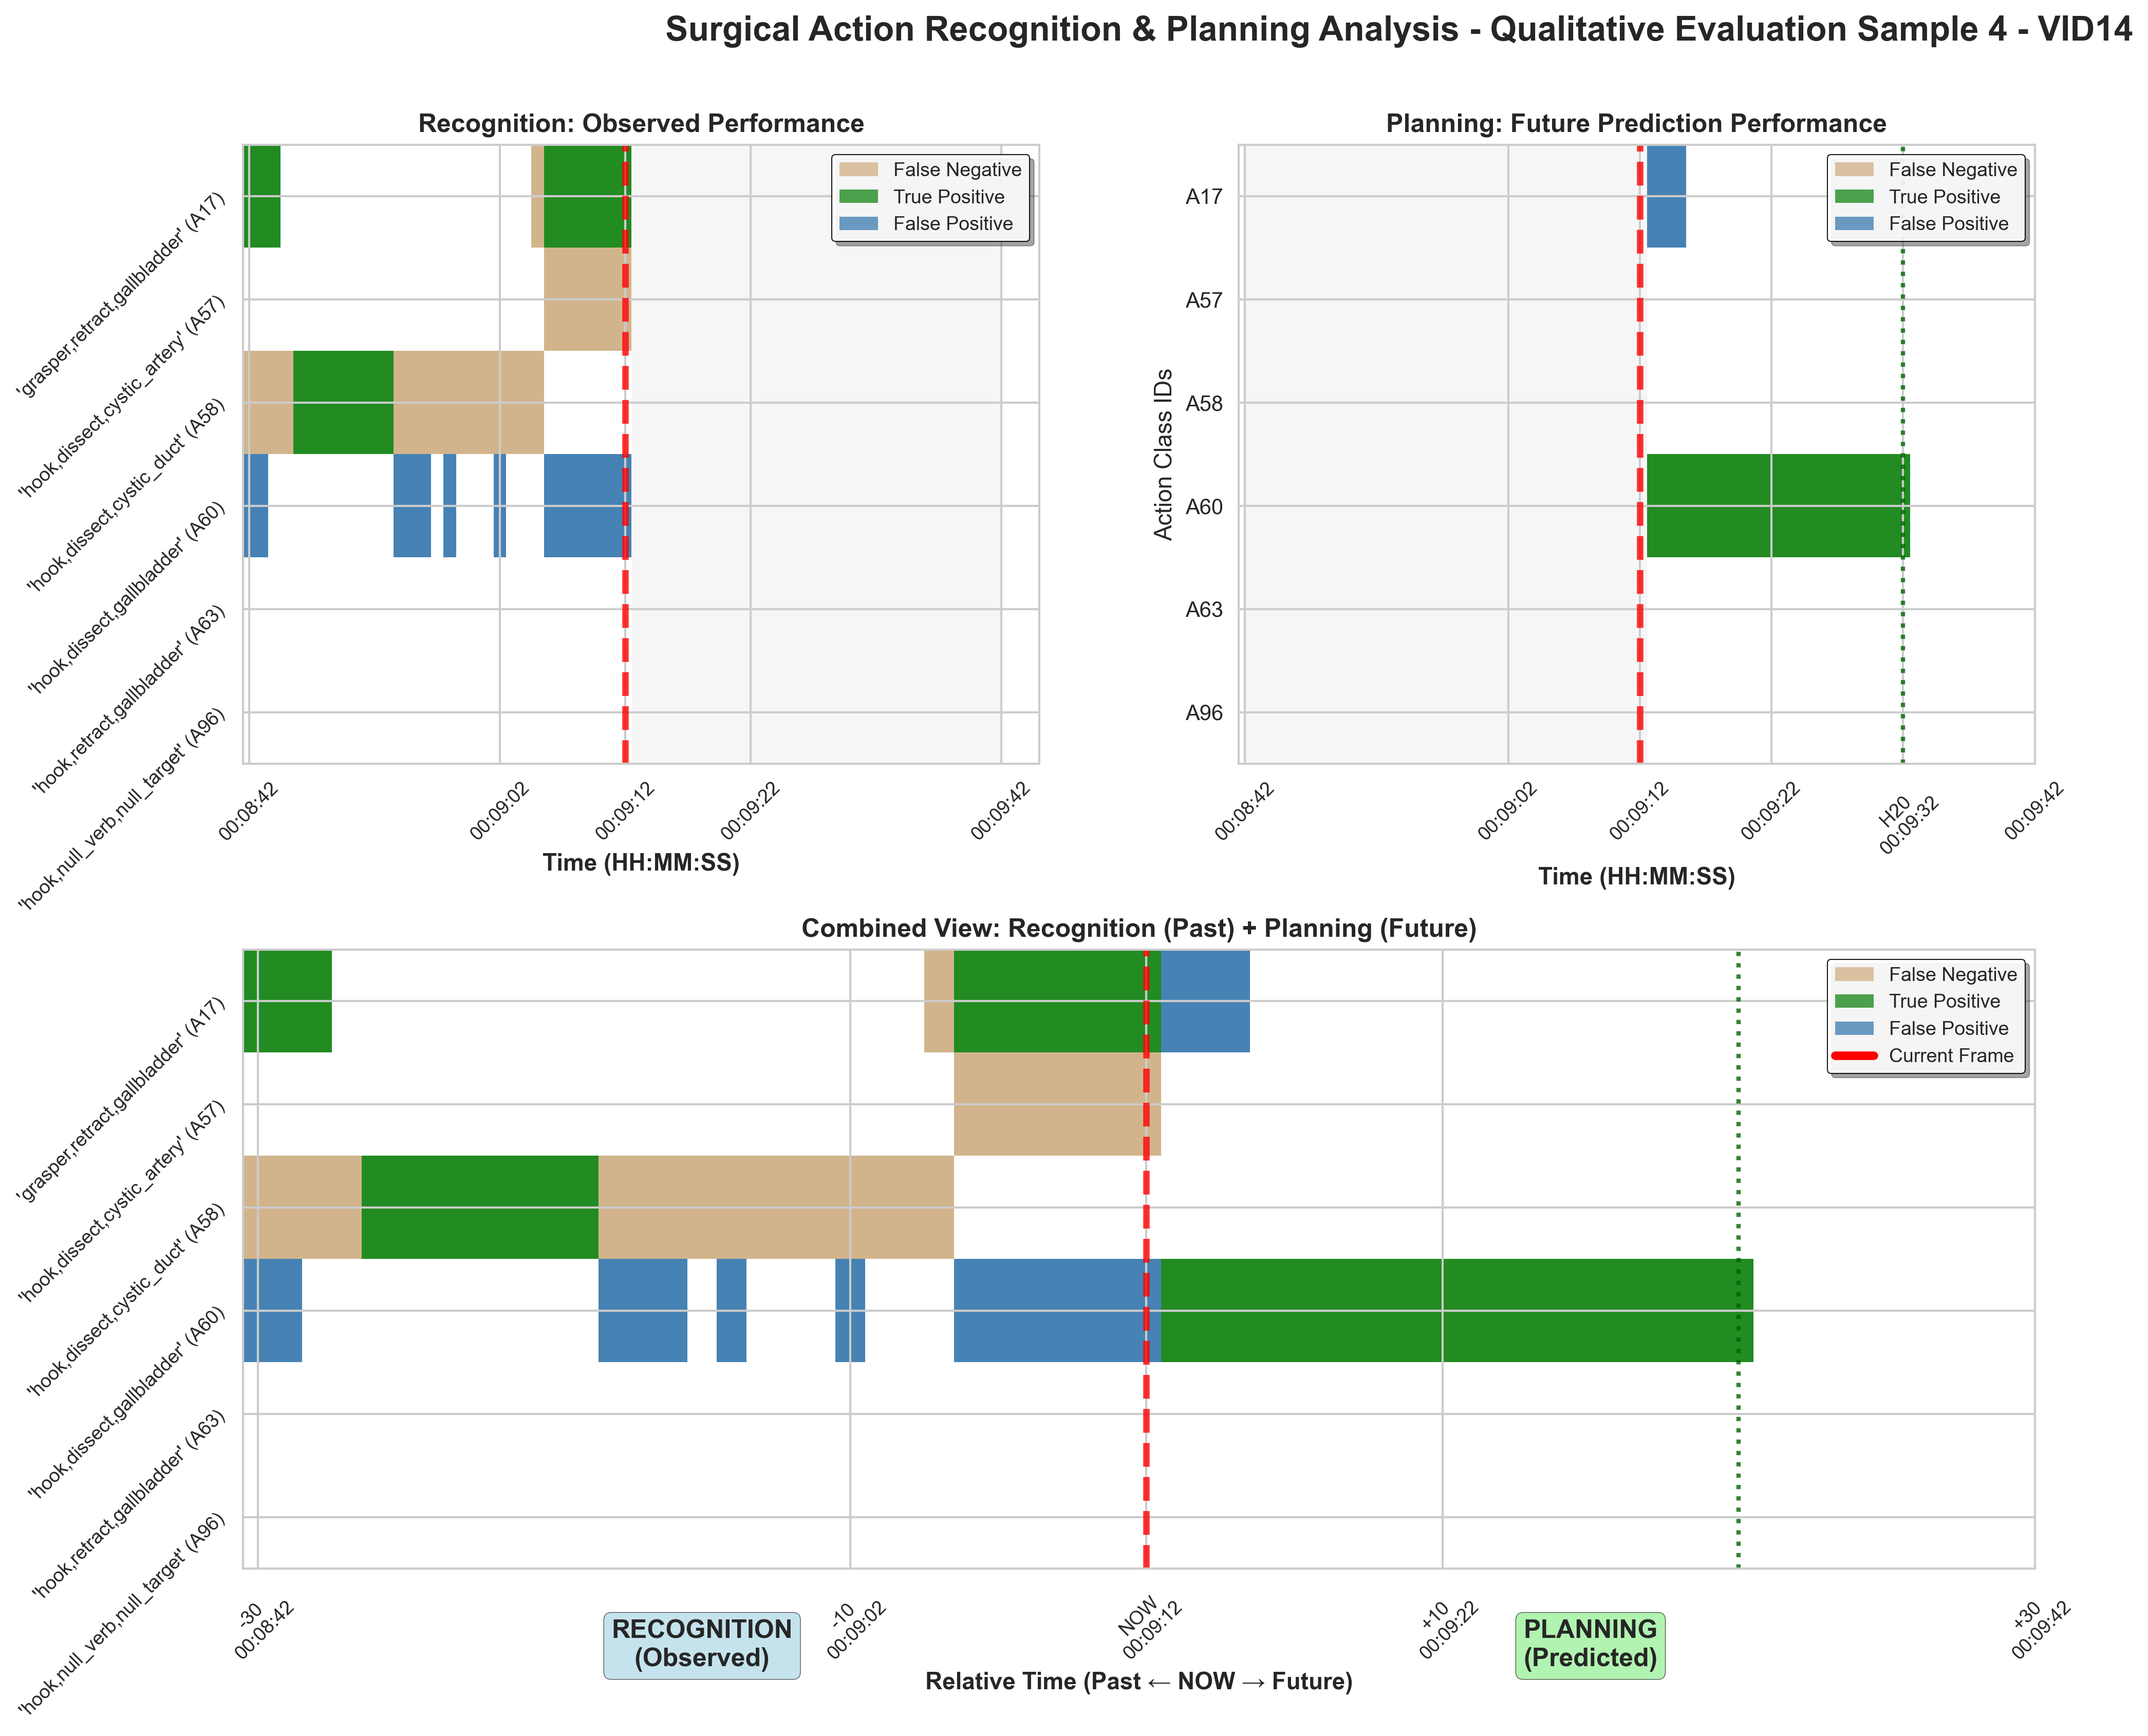 Surgical Action Recognition & Planning Analysis - Qualitative Evaluation Sample 4 - VID14
Recognition: Observed Performance
False Negative
True Positive
False Positive
'grasper,retract,gallbladder' (A17)
'hook,dissect,cystic_artery' (A57)
'hook,dissect,cystic_duct' (A58)
'hook,dissect,gallbladder' (A60)
'hook,retract,gallbladder' (A63)
'hook,null_verb,null_target' (A96)
00:08:42
00:09:02
00:09:12
00:09:22
00:09:42
Time (HH:MM:SS)
Planning: Future Prediction Performance
False Negative
True Positive
False Positive
Action Class IDs
A17
A57
A58
A60
A63
A96
00:08:42
00:09:02
00:09:12
00:09:22
H20
00:09:32
00:09:42
Time (HH:MM:SS)
Combined View: Recognition (Past) + Planning (Future)
False Negative
True Positive
False Positive
Current Frame
'grasper,retract,gallbladder' (A17)
'hook,dissect,cystic_artery' (A57)
'hook,dissect,cystic_duct' (A58)
'hook,dissect,gallbladder' (A60)
'hook,retract,gallbladder' (A63)
'hook,null_verb,null_target' (A96)
-30
00:08:42
-10
00:09:02
NOW
00:09:12
+10
00:09:22
+30
00:09:42
RECOGNITION
(Observed)
PLANNING
(Predicted)
Relative Time (Past ← NOW → Future)